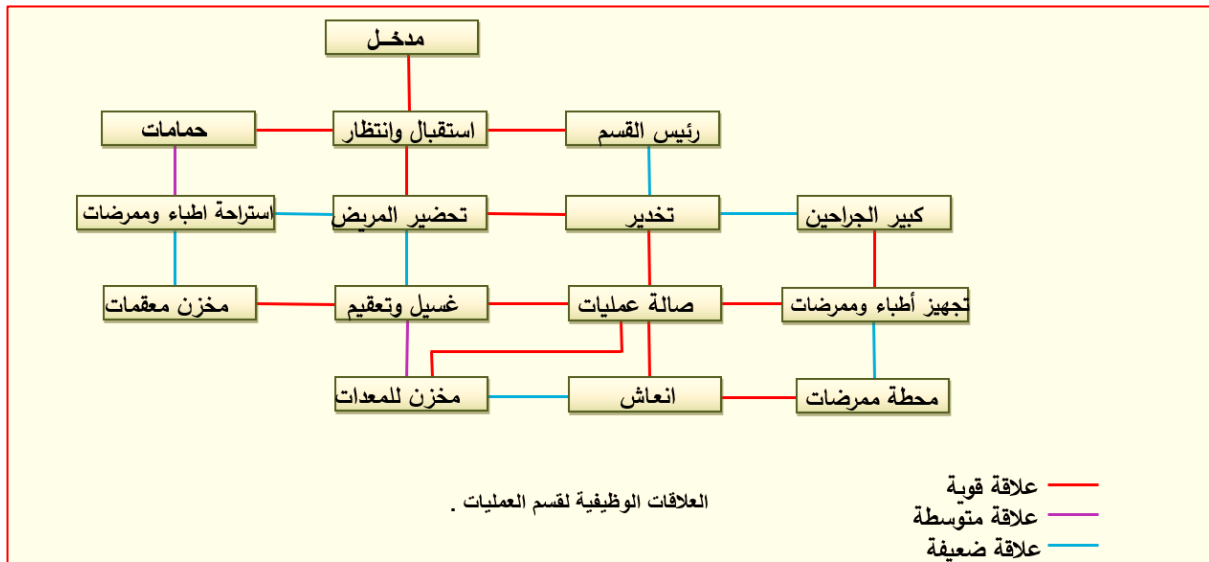 مدخــل
رئيس القسم
استقبال وانتظار
حمامات
كبير الجراحين
تخدير
تحضير المريض
استراحة اطباء وممرضات
تجهيز أطباء وممرضات
صالة عمليات
غسيل وتعقيم
مخزن معقمات
محطة ممرضات
انعاش
مخزن للمعدات
العلاقات الوظيفية لقسم العمليات .
علاقة قوية
علاقة متوسطة
علاقة ضعيفة